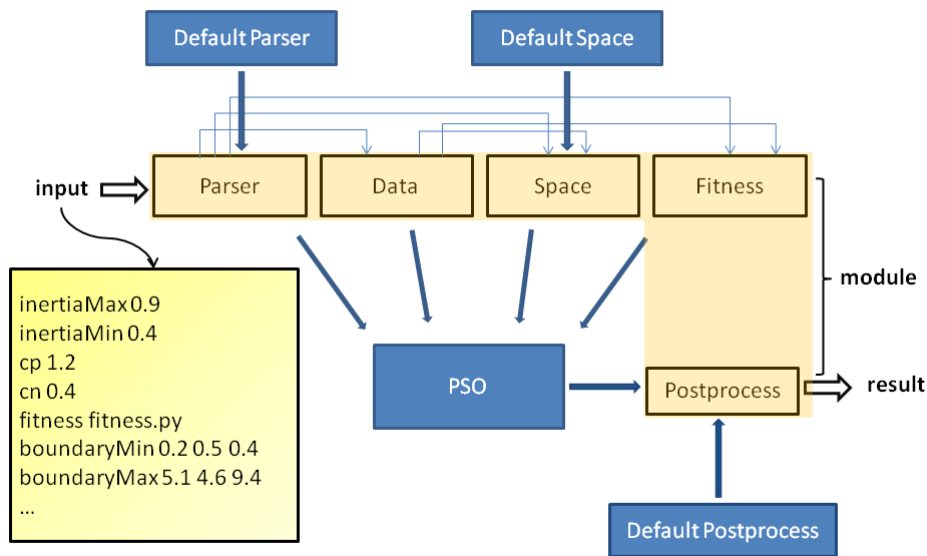 Default Parser
Default Space
input
Parser
Data
Space
Fitness
module
inertiaMax 0.9
inertiaMin 0.4
cp 1.2
cn 0.4
fitness fitness.py
boundaryMin 0.2 0.5 0.4
boundaryMax 5.1 4.6 9.4
...
PSO
Postprocess
result
Default Postprocess